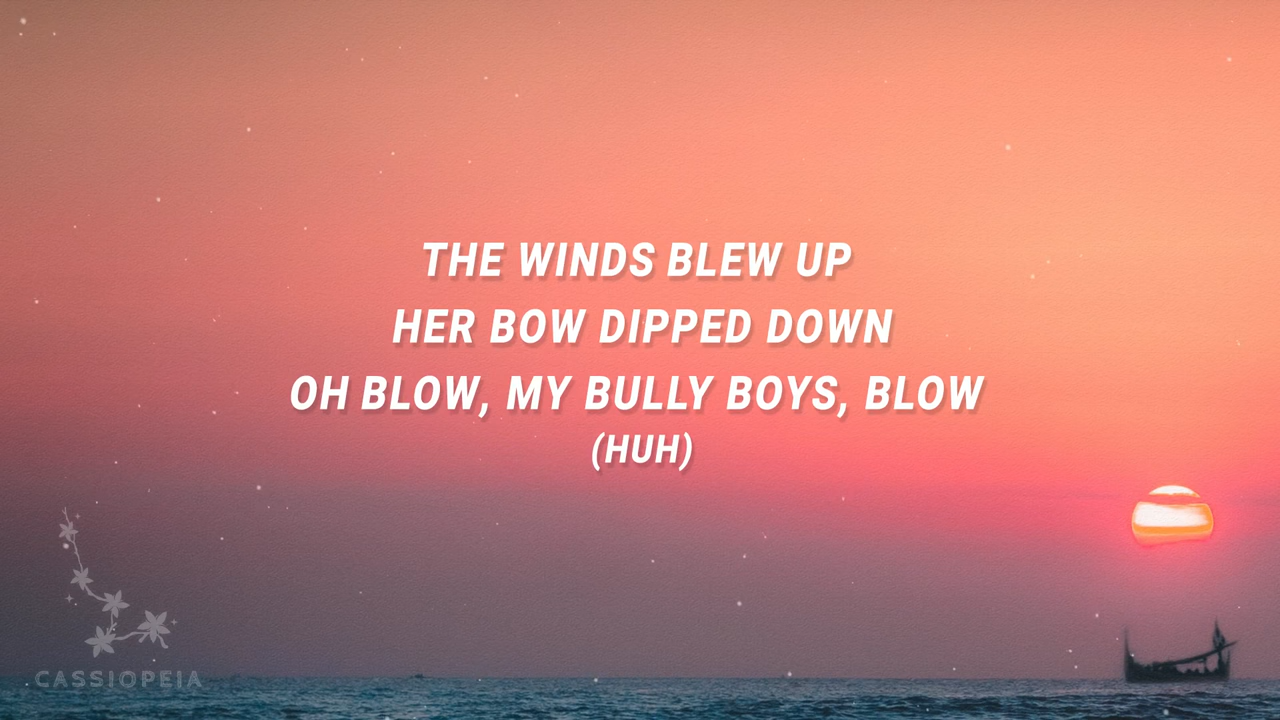 THE WINDS BLEW UP
HER BOW DIPPED DOWN
OH BLOW, MY BULLY BOYS, BLOW
(HUH)
CASSIOPEIA